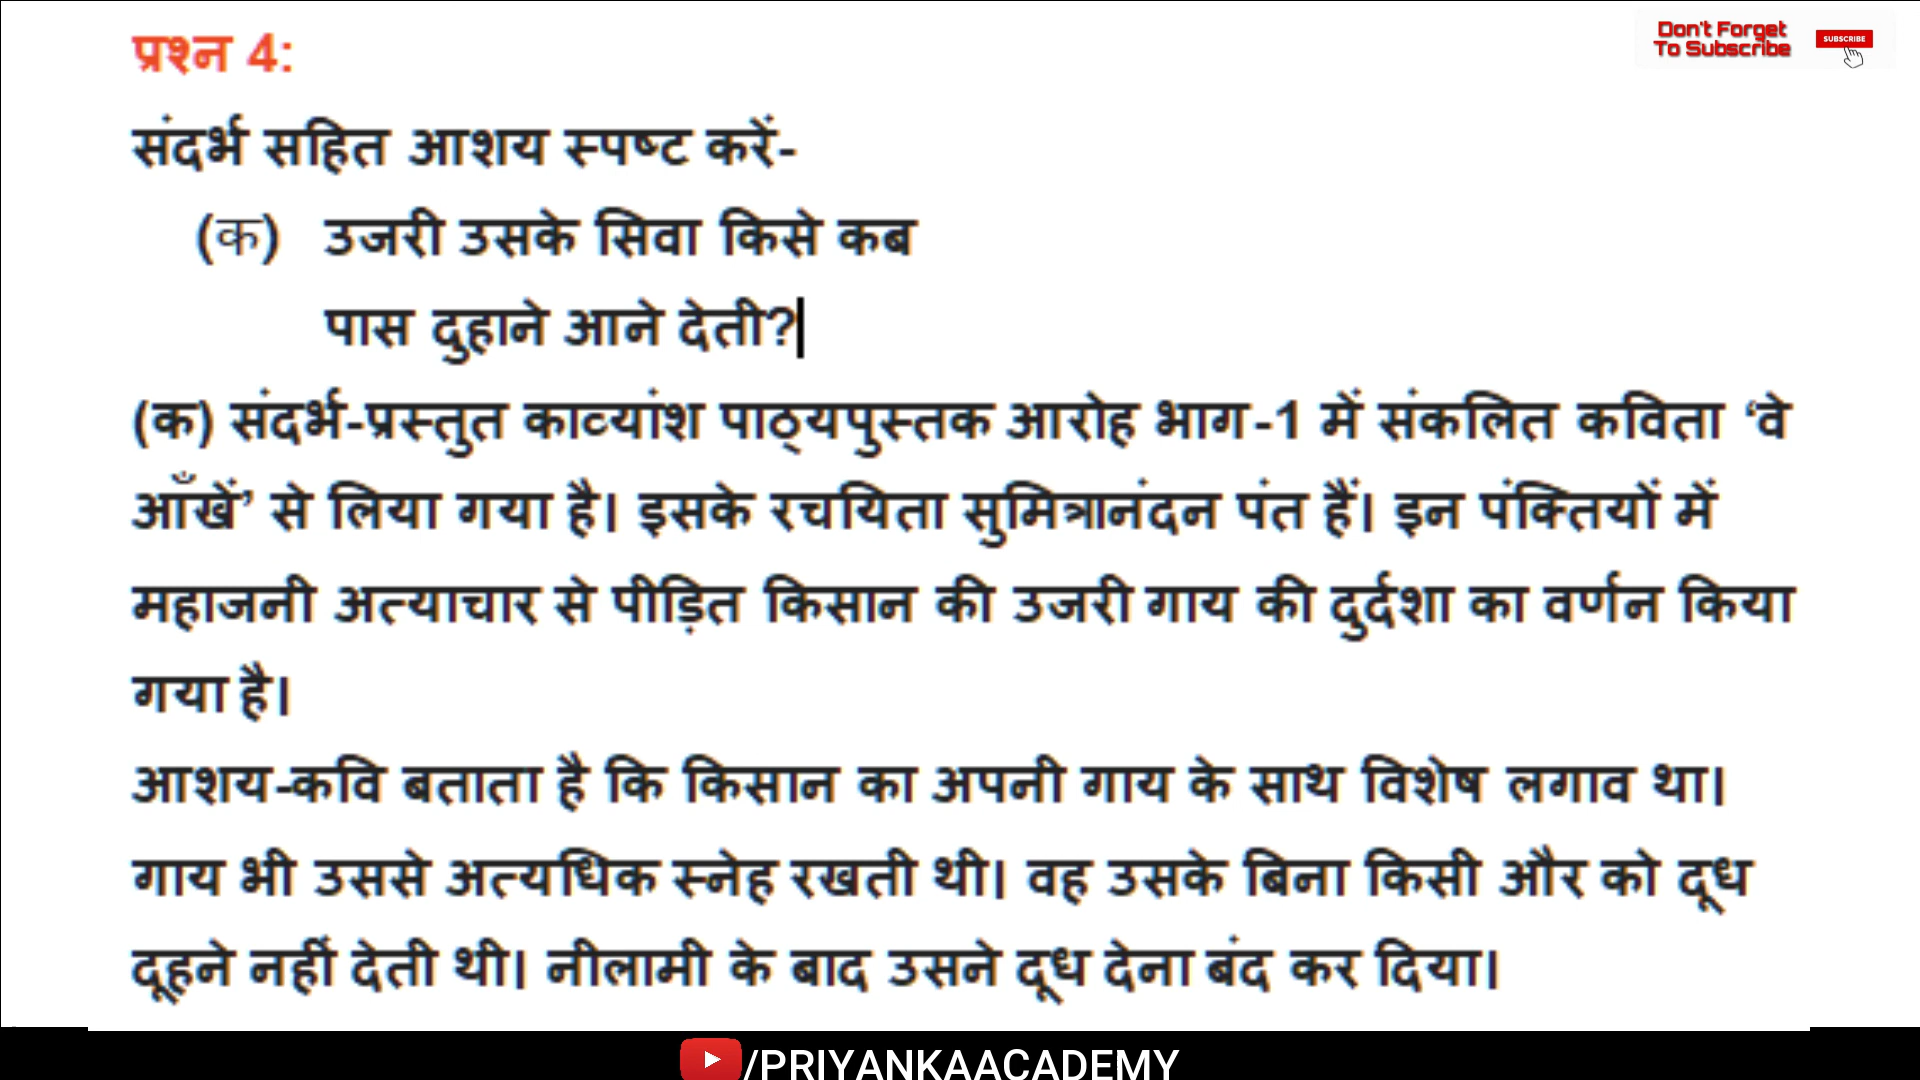 प्रश्न 4:
Don't Forget
To Subscribe
SUBSCRIBE
संदर्भ सहित आशय स्पष्ट करें-
(क) उजरी उसके सिवा किसे कब
पास दुहाने आने देती?
(क) संदर्भ-प्रस्तुत काव्यांश पाठ्यपुस्तक आरोह भाग-1 में संकलित कविता ‘वे
आँखें’ से लिया गया है। इसके रचयिता सुमित्रानंदन पंत हैं। इन पंक्तियों में
महाजनी अत्याचार से पीड़ित किसान की उजरी गाय की दुर्दशा का वर्णन किया
गया है।
आशय-कवि बताता है कि किसान का अपनी गाय के साथ विशेष लगाव था।
गाय भी उससे अत्यधिक स्नेह रखती थी। वह उसके बिना किसी और को दूध
दूहने नहीं देती थी। नीलामी के बाद उसने दूध देना बंद कर दिया।
/PRIYANKAACADEMY